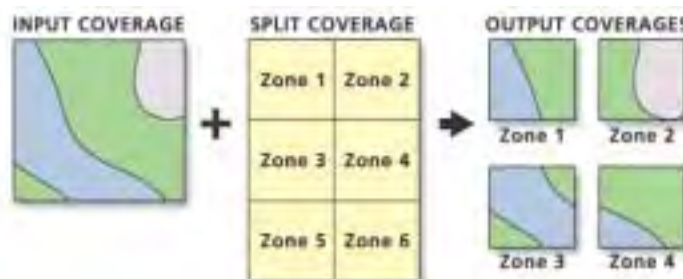 INPUT COVERAGE
SPLIT COVERAGE
OUTPUT COVERAGES
Zone 1
Zone 2
Zone 3
Zone 4
Zone 5
Zone 6
Zone 1
Zone 2
Zone 3
Zone 4